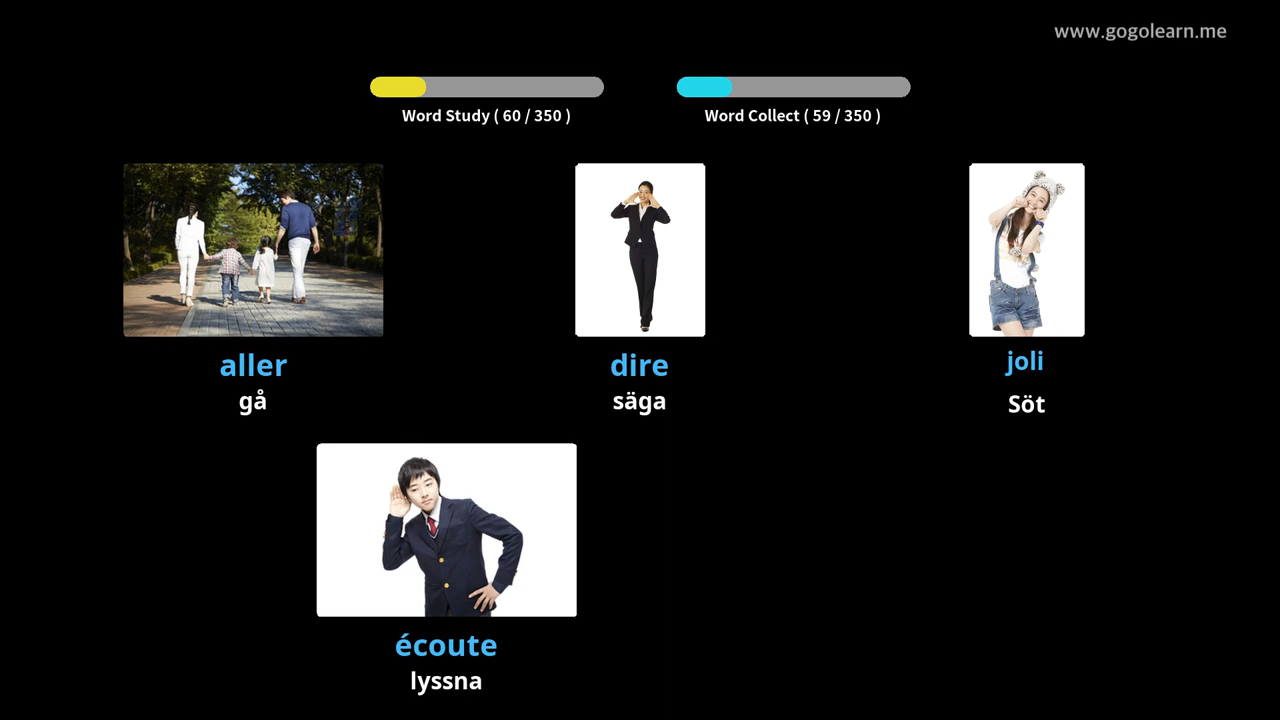 www.gogolearn.me
Word Study ( 60 / 350 )
Word Collect ( 59 / 350 )
aller
gå
dire
säga
joli
Söt
écoute
lyssna